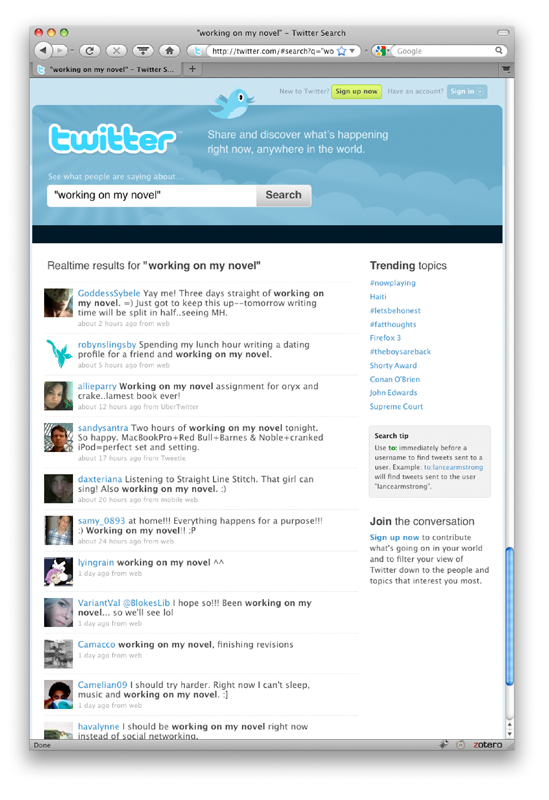 "working on my novel" – Twitter Search
http://twitter.com/#search?q="wo
Google
"working on my novel" – Twitter S...
New to Twitter? Sign up now Have an account? Sign in
twitter
Share and discover what's happening
right now, anywhere in the world.
See what people are saying about...
"working on my novel" Search
Realtime results for "working on my novel"
GoddessSybele Yay me! Three days straight of working on
my novel. =) Just got to keep this up--tomorrow writing
time will be split in half..seeing MH.
about 2 hours ago from web
robynslingsby Spending my lunch hour writing a dating
profile for a friend and working on my novel.
about 5 hours ago from web
allieparry Working on my novel assignment for oryx and
crake..lamest book ever!
about 12 hours ago from UberTwitter
sandysantra Two hours of working on my novel tonight.
So happy. MacBookPro+Red Bull+Barnes & Noble+cranked
iPod=perfect set and setting.
about 17 hours ago from Tweetie
daxteriana Listening to Straight Line Stitch. That girl can
sing! Also working on my novel. :)
about 20 hours ago from mobile web
samy_0893 at home!!! Everything happens for a purpose!!!
:) Working on my Novel!! :P
about 24 hours ago from web
lyingrain working on my novel ^^
1 day ago from web
VariantVal @BlokesLib I hope so!!! Been working on my
novel... so we'll see lol
1 day ago from web
Camacco working on my novel, finishing revisions
1 day ago from web
Camelian09 I should try harder. Right now I can't sleep,
music and working on my novel. :]
1 day ago from web
havalynne I should be working on my novel right now
instead of social networking.
Trending topics
#nowplaying
Haiti
#letsbehonest
#fatthoughts
Firefox 3
#theboysareback
Shorty Award
Conan O'Brien
John Edwards
Supreme Court
Search tip
Use to: immediately before a
username to find tweets sent to a
user. Example: to:lancearmstrong
will find tweets sent to the user
"lancearmstrong".
Join the conversation
Sign up now to contribute
what's going on in your world
and to filter your view of
Twitter down to the people and
topics that interest you most.
Done
zotero